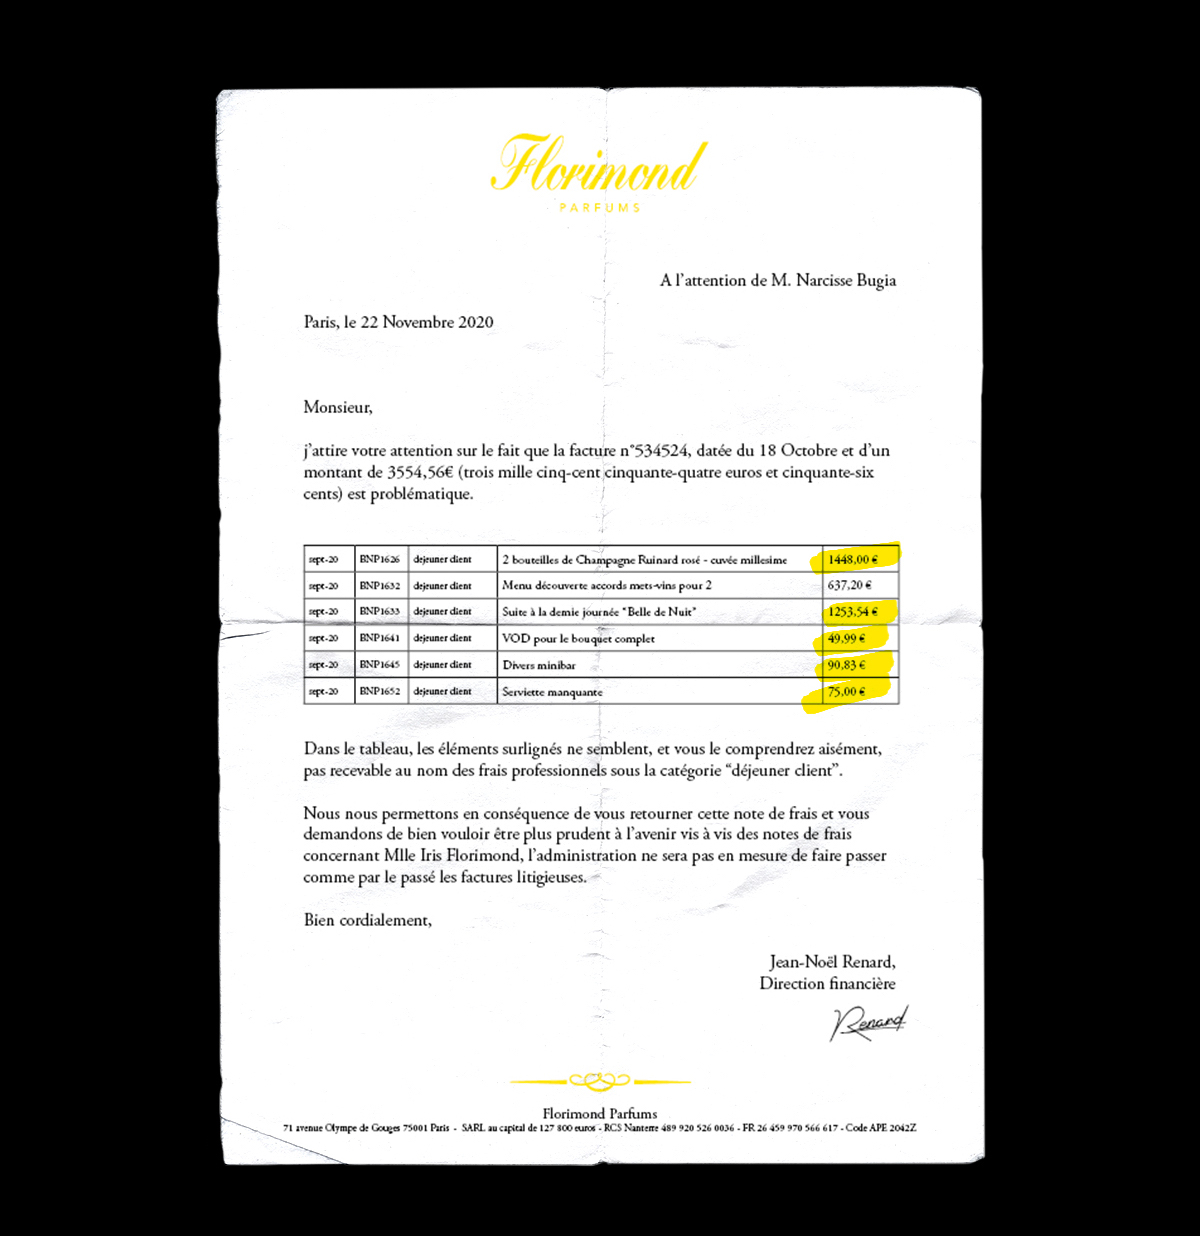 Florimond
PARFUMS
A l'attention de M. Narcisse Bugia
Paris, le 22 Novembre 2020
Monsieur,
j'attire votre attention sur le fait que la facture n°534524, datée du 18 Octobre et d'un
montant de 3554,56€ (trois mille cinq-cent cinquante-quatre euros et cinquante-six
cents) est problématique.
sept-20 BNP1626 dejeuner client 2 bouteilles de Champagne Ruinard rosé - cuvée millesime 1448,00 €
sept-20 BNP1632 dejeuner client Menu découverte accords mets-vins pour 2 637,20 €
sept-20 BNP1633 dejeuner client Suite à la demie journée "Belle de Nuit" 1253,54 €
sept-20 BNP1641 dejeuner client VOD pour le bouquet complet 49,99 €
sept-20 BNP1645 dejeuner client Divers minibar 90,83 €
sept-20 BNP1652 dejeuner client Serviette manquante 75,00 €
Dans le tableau, les éléments surlignés ne semblent, et vous le comprendrez aisément,
pas recevable au nom des frais professionnels sous la catégorie "déjeuner client".
Nous nous permettons en conséquence de vous retourner cette note de frais et vous
demandons de bien vouloir être plus prudent à l'avenir vis à vis des notes de frais
concernant Mlle Iris Florimond, l'administration ne sera pas en mesure de faire passer
comme par le passé les factures litigieuses.
Bien cordialement,
Jean-Noël Renard,
Direction financière
Renard
Florimond Parfums
71 avenue Olympe de Gouges 75001 Paris - SARL au capital de 127 800 euros - RCS Nanterre 489 920 526 0036 - FR 26 459 970 566 617 - Code APE 2042Z